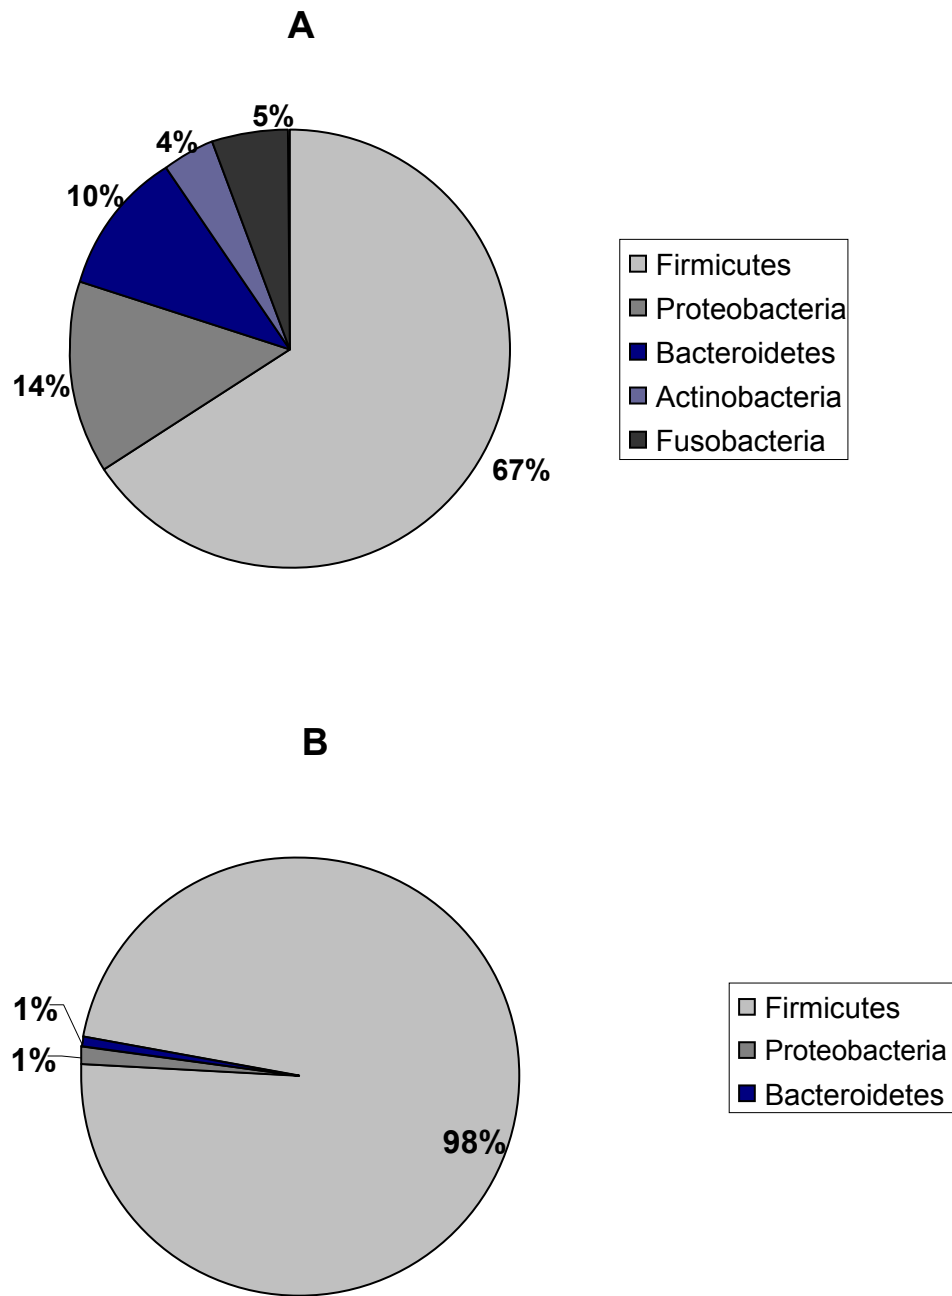 A
5%
4%
10%
14%
67%
Firmicutes
Proteobacteria
Bacteroidetes
Actinobacteria
Fusobacteria
B
1%
1%
98%
Firmicutes
Proteobacteria
Bacteroidetes